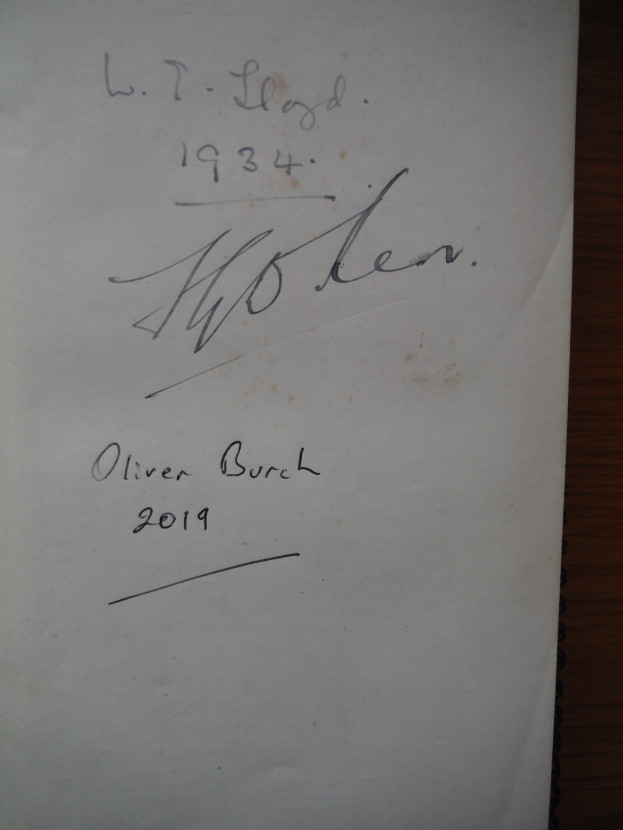 W. T. Lloyd.
1934.
Oliver Burch
2019